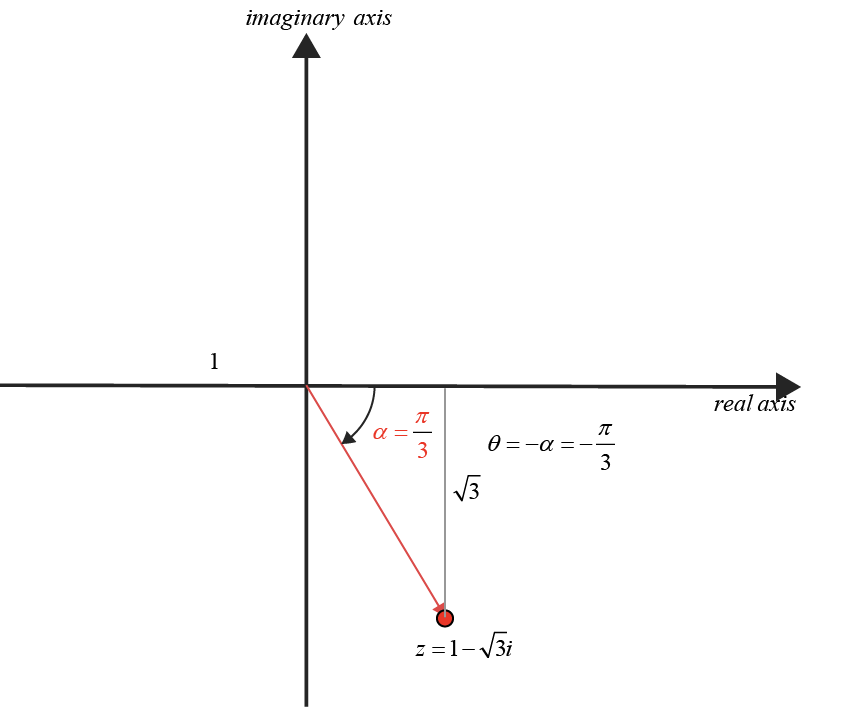 imaginary axis
1
real axis
α = π/3
θ = −α = −π/3
√3
z = 1 − √3i